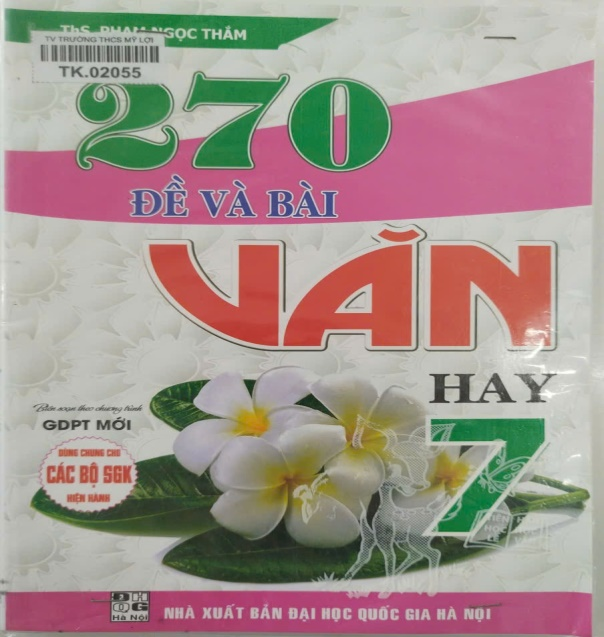 ThS. PHẠM NGỌC THẮM
TV TRƯỜNG THCS MỸ LỢI
TK.02055
270
ĐỀ VÀ BÀI
VĂN
HAY
7
Biên soạn theo chương trình
GDPT MỚI
DÙNG CHUNG CHO
CÁC BỘ SGK
HIỆN HÀNH
ĐH
QG
Hà Nội
NHÀ XUẤT BẢN ĐẠI HỌC QUỐC GIA HÀ NỘI